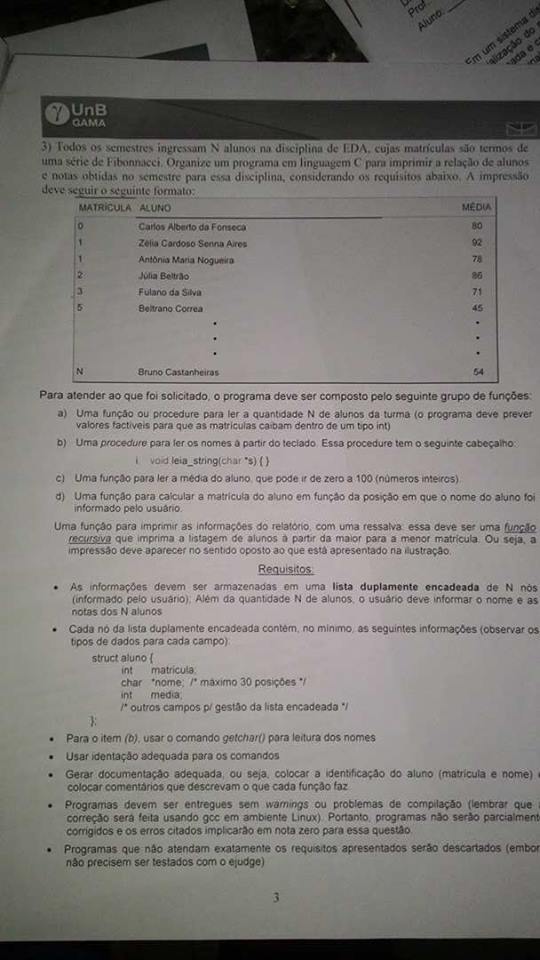 Prof.
Aluno:
Em um sistema
UnB
GAMA
3) Todos os semestres ingressam N alunos na disciplina de EDA, cujas matrículas são termos de
uma série de Fibonnacci. Organize um programa em linguagem C para imprimir a relação de alunos
e notas obtidas no semestre para essa disciplina, considerando os requisitos abaixo. A impressão
deve seguir o seguinte formato:
MATRÍCULA ALUNO MÉDIA
0 Carlos Alberto da Fonseca 80
1 Zélia Cardoso Senna Aires 92
1 Antônia Maria Nogueira 78
2 Júlia Beltrão 86
3 Fulano da Silva 71
5 Beltrano Correa 45
N Bruno Castanheiras 54
Para atender ao que foi solicitado, o programa deve ser composto pelo seguinte grupo de funções:
a) Uma função ou procedure para ler a quantidade N de alunos da turma (o programa deve prever
valores factíveis para que as matrículas caibam dentro de um tipo int)
b) Uma procedure para ler os nomes à partir do teclado. Essa procedure tem o seguinte cabeçalho:
i. void leia_string(char *s) { }
c) Uma função para ler a média do aluno, que pode ir de zero a 100 (números inteiros).
d) Uma função para calcular a matrícula do aluno em função da posição em que o nome do aluno foi
informado pelo usuário.
Uma função para imprimir as informações do relatório, com uma ressalva: essa deve ser uma função
recursiva que imprima a listagem de alunos à partir da maior para a menor matrícula. Ou seja, a
impressão deve aparecer no sentido oposto ao que está apresentado na ilustração.
Requisitos:
• As informações devem ser armazenadas em uma lista duplamente encadeada de N nós
(informado pelo usuário); Além da quantidade N de alunos, o usuário deve informar o nome e as
notas dos N alunos
• Cada nó da lista duplamente encadeada contém, no mínimo, as seguintes informações (observar os
tipos de dados para cada campo):
struct aluno {
int matricula;
char *nome; /* máximo 30 posições */
int media;
/* outros campos p/ gestão da lista encadeada */
};
• Para o item (b), usar o comando getchar() para leitura dos nomes
• Usar identação adequada para os comandos
• Gerar documentação adequada, ou seja, colocar a identificação do aluno (matrícula e nome) e
colocar comentários que descrevam o que cada função faz
• Programas devem ser entregues sem warnings ou problemas de compilação (lembrar que a
correção será feita usando gcc em ambiente Linux). Portanto, programas não serão parcialment
corrigidos e os erros citados implicarão em nota zero para essa questão.
• Programas que não atendam exatamente os requisitos apresentados serão descartados (embor
não precisem ser testados com o ejudge)
3